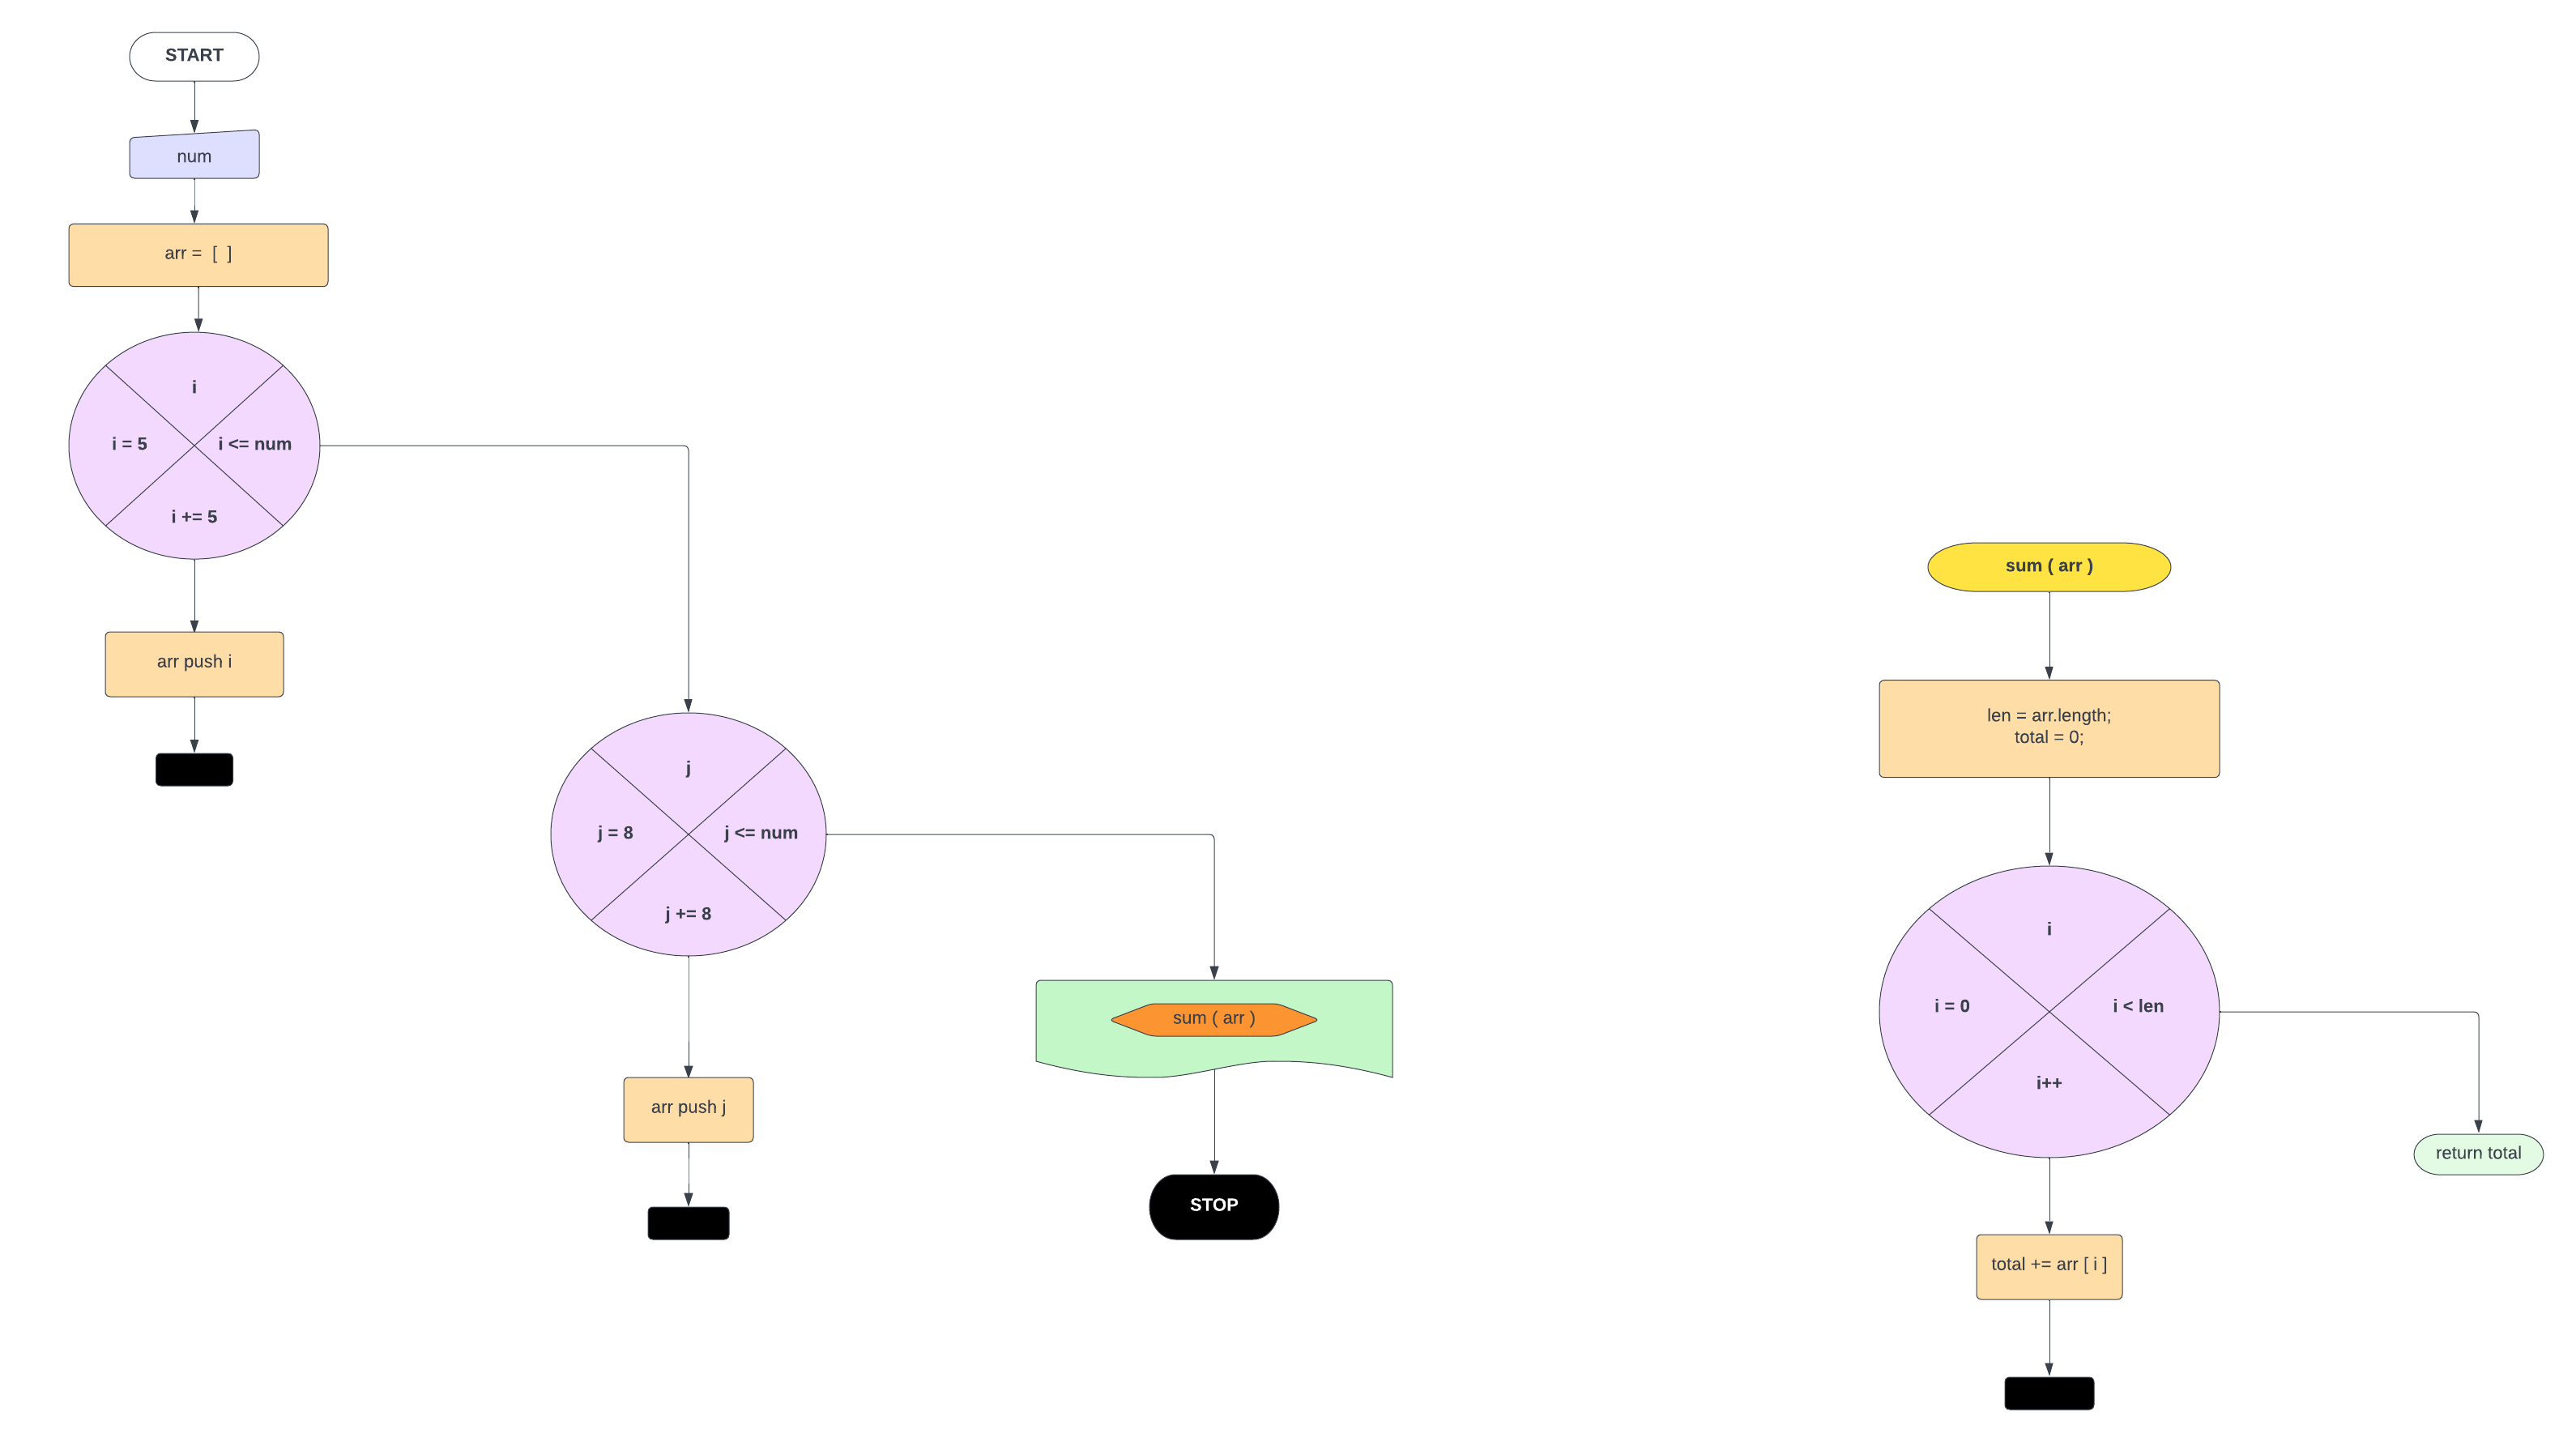 START
num
arr =  [  ]
i
i = 5
i <= num
i += 5
arr push i
j
j = 8
j <= num
j += 8
arr push j
sum ( arr )
STOP
sum ( arr )
len = arr.length;
total = 0;
i
i = 0
i < len
i++
return total
total += arr [ i ]